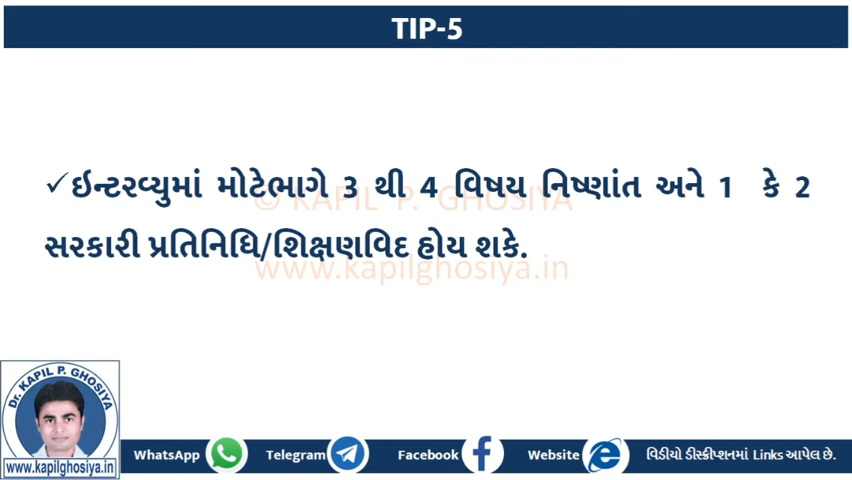 TIP-5
✓ઇન્ટરવ્યુમાં મોટેભાગે 3 થી 4 વિષય નિષ્ણાંત અને 1 કે 2
© KAPIL P. GHOSIYA
સરકારી પ્રતિનિધિ/શિક્ષણવિદ હોય શકે.
www.kapilghosiya.in
Dr. KAPIL P. GHOSIYA
www.kapilghosiya.in
WhatsApp Telegram Facebook Website વિડીયો ડીસ્ક્રીપ્શનમાં Links આપેલ છે.